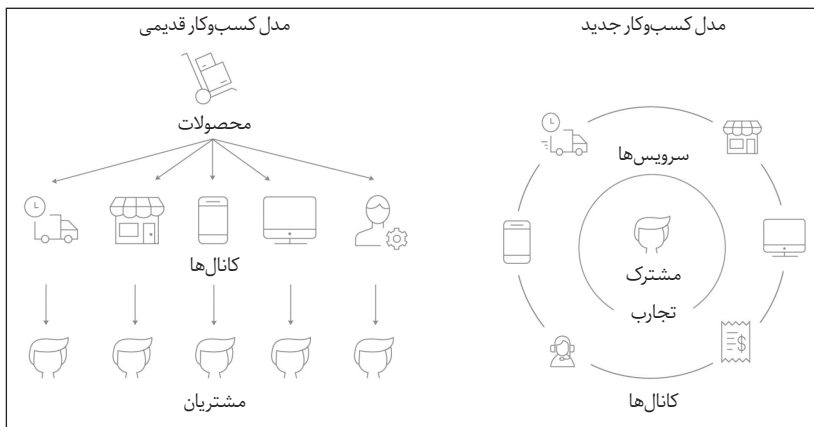 مدل کسب‌وکار جدید
سرویس‌ها
مشترک
تجارب
$
کانال‌ها
مدل کسب‌وکار قدیمی
محصولات
کانال‌ها
مشتریان